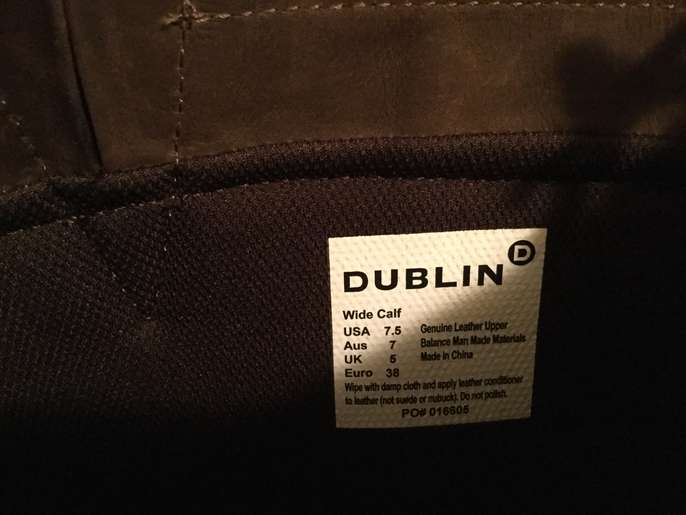 DUBLIN D
Wide Calf
USA 7.5 Genuine Leather Upper
Aus 7 Balance Man Made Materials
UK 5 Made in China
Euro 38
Wipe with damp cloth and apply leather conditioner
to leather (not suede or nubuck). Do not polish.
PO# 016605